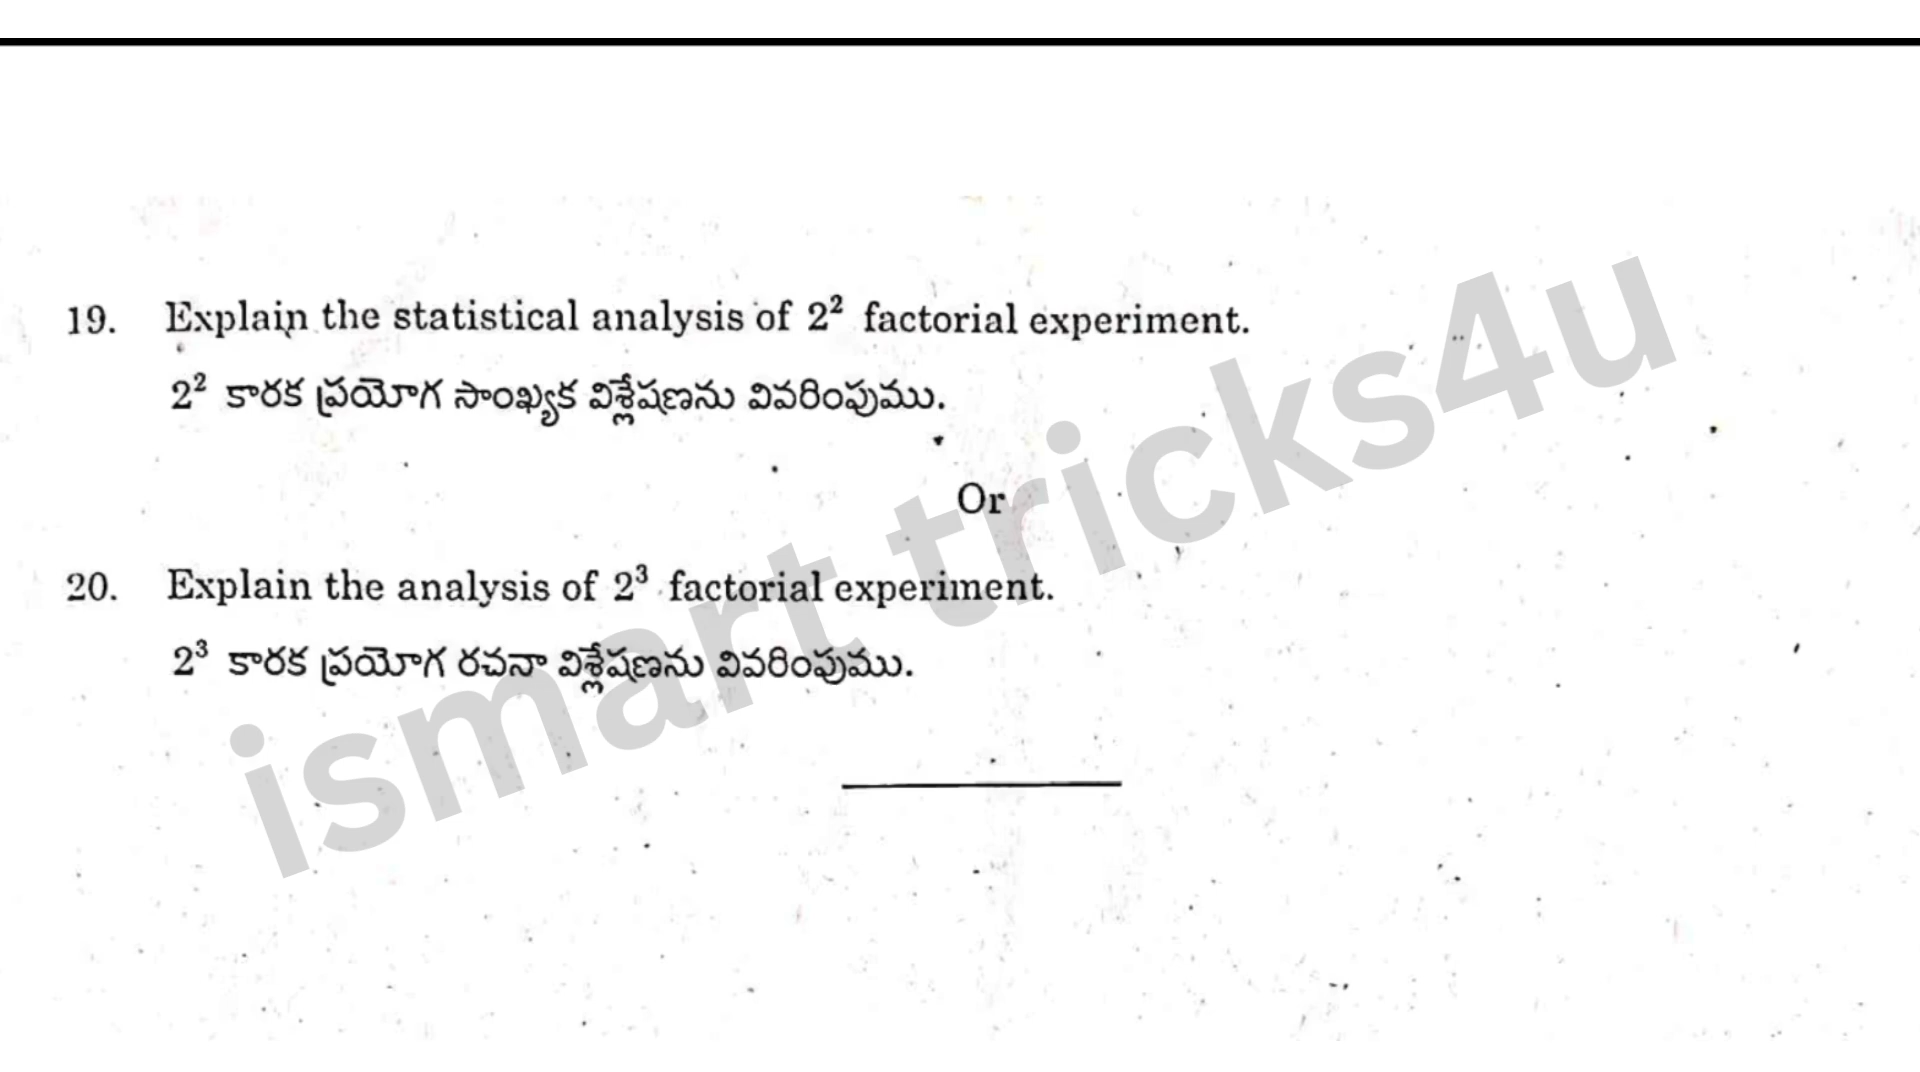 19. Explain the statistical analysis of 2² factorial experiment.
2² కారక ప్రయోగ సాంఖ్యక విశ్లేషణను వివరింపుము.
Or
20. Explain the analysis of 2³ factorial experiment.
2³ కారక ప్రయోగ రచనా విశ్లేషణను వివరింపుము.
ismart tricks4u